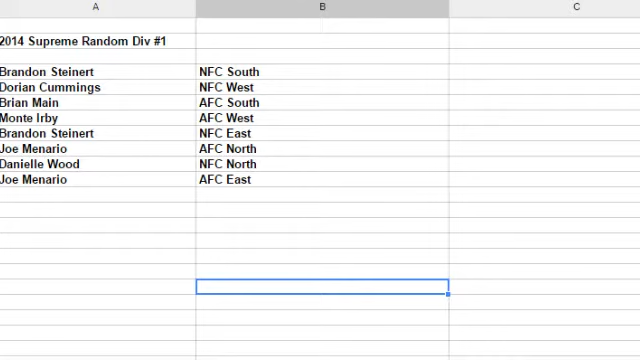 A B C
2014 Supreme Random Div #1
Brandon Steinert NFC South
Dorian Cummings NFC West
Brian Main AFC South
Monte Irby AFC West
Brandon Steinert NFC East
Joe Menario AFC North
Danielle Wood NFC North
Joe Menario AFC East